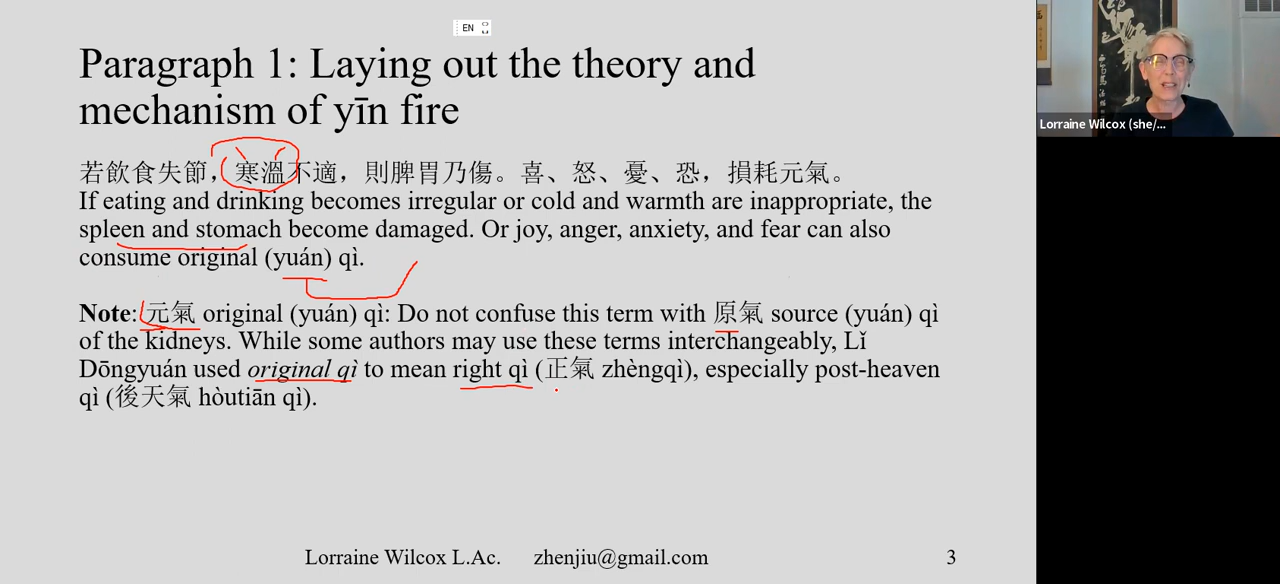 EN
Paragraph 1: Laying out the theory and
mechanism of yīn fire
若飲食失節，寒溫不適，則脾胃乃傷。喜、怒、憂、恐，損耗元氣。
If eating and drinking becomes irregular or cold and warmth are inappropriate, the
spleen and stomach become damaged. Or joy, anger, anxiety, and fear can also
consume original (yuán) qì.
Note: 元氣 original (yuán) qì: Do not confuse this term with 原氣 source (yuán) qì
of the kidneys. While some authors may use these terms interchangeably, Lǐ
Dōngyuán used original qì to mean right qì (正氣 zhèngqì), especially post-heaven
qì (後天氣 hòutiān qì).
Lorraine Wilcox L.Ac. zhenjiu@gmail.com 3
Lorraine Wilcox (she/...